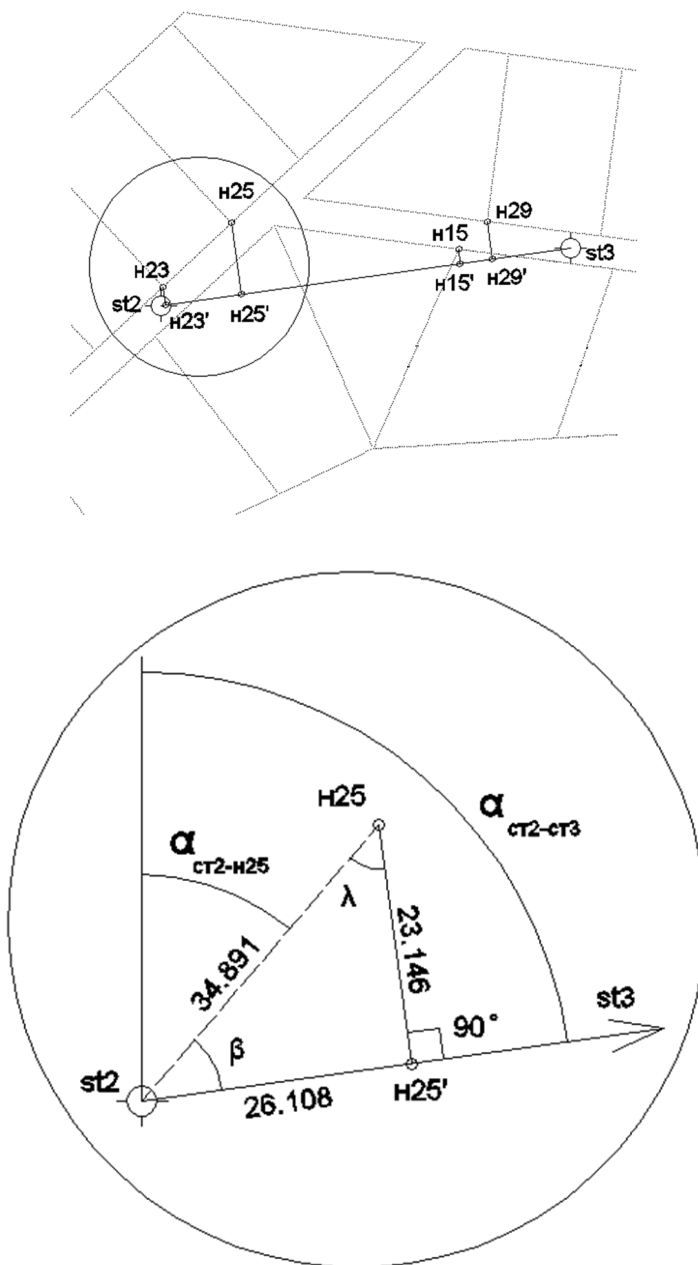 н25
н29
н15
st3
н23
н29'
н15'
st2
н23'
н25'
н25
α ст2-ст3
α ст2-н25
λ
23.146
34.891
st3
90°
β
st2
н25'
26.108